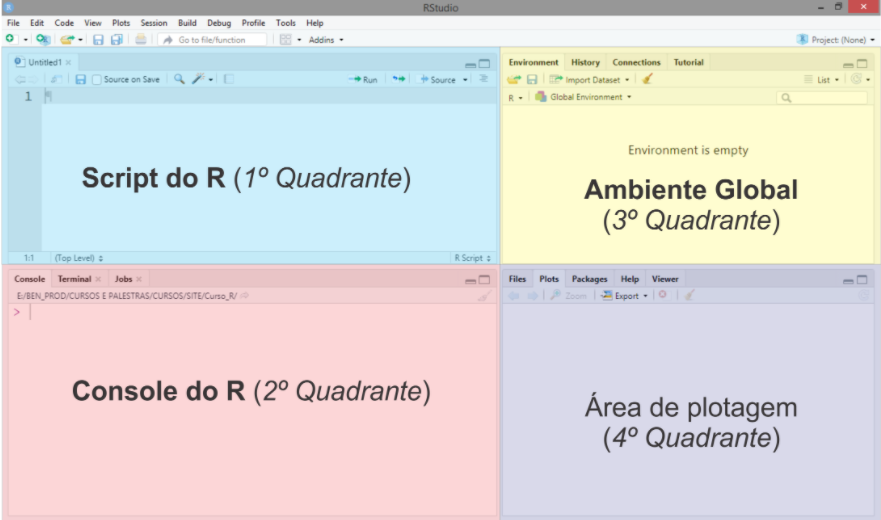 RStudio
File Edit Code View Plots Session Build Debug Profile Tools Help
Go to file/function Addins Project: (None)
Untitled1
Source on Save Run Source
1
Script do R (1º Quadrante)
1:1 (Top Level) R Script
Environment History Connections Tutorial
Import Dataset List
R Global Environment
Environment is empty
Ambiente Global
(3º Quadrante)
Console Terminal Jobs
E:/BEN_PROD/CURSOS E PALESTRAS/CURSOS/SITE/Curso_R/
>
Console do R (2º Quadrante)
Files Plots Packages Help Viewer
Zoom Export
Área de plotagem
(4º Quadrante)